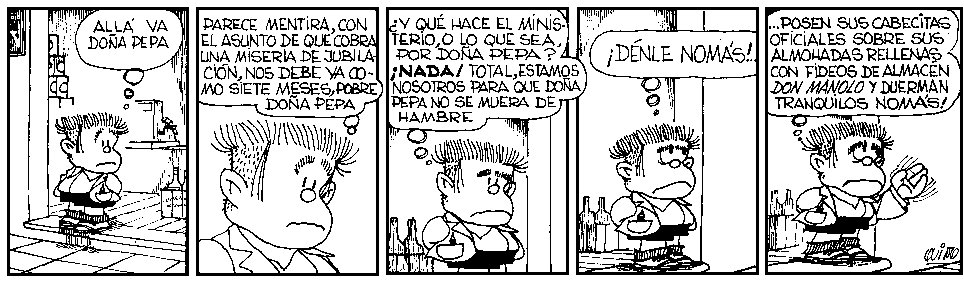 ALLÁ VA
DOÑA PEPA
PARECE MENTIRA, CON
EL ASUNTO DE QUE COBRA
UNA MISERIA DE JUBILA-
CIÓN, NOS DEBE YA CO-
MO SIETE MESES, POBRE
DOÑA PEPA
¿Y QUÉ HACE EL MINIS-
TERIO, O LO QUE SEA,
POR DOÑA PEPA?
¡NADA! TOTAL, ESTAMOS
NOSOTROS PARA QUE DOÑA
PEPA NO SE MUERA DE
HAMBRE
¡DÉNLE NOMÁS!..
...POSEN SUS CABECITAS
OFICIALES SOBRE SUS
ALMOHADAS RELLENAS
CON FIDEOS DE ALMACÉN
DON MANOLO Y DUERMAN
TRANQUILOS NOMÁS!
QUINO